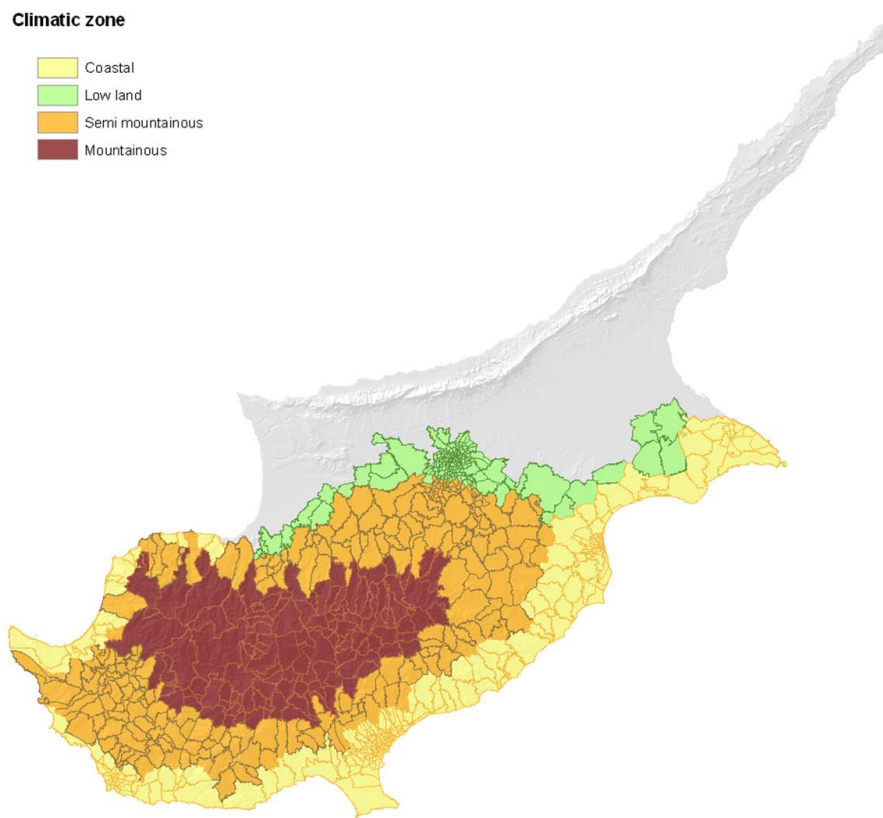 Climatic zone
Coastal
Low land
Semi mountainous
Mountainous